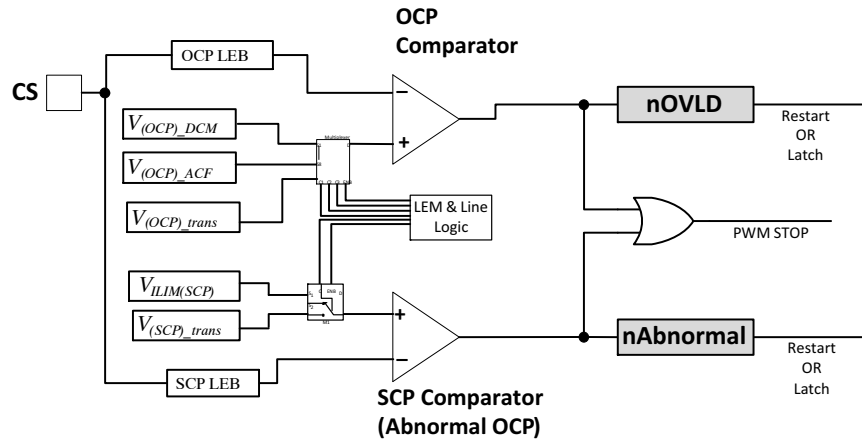 OCP
Comparator
OCP LEB
CS
V(OCP)_DCM
Multiplexer
V(OCP)_ACF
V(OCP)_trans
nOVLD
Restart
OR
Latch
LEM & Line
Logic
PWM STOP
VILIM(SCP)
V(SCP)_trans
nAbnormal
SCP LEB
Restart
OR
Latch
SCP Comparator
(Abnormal OCP)